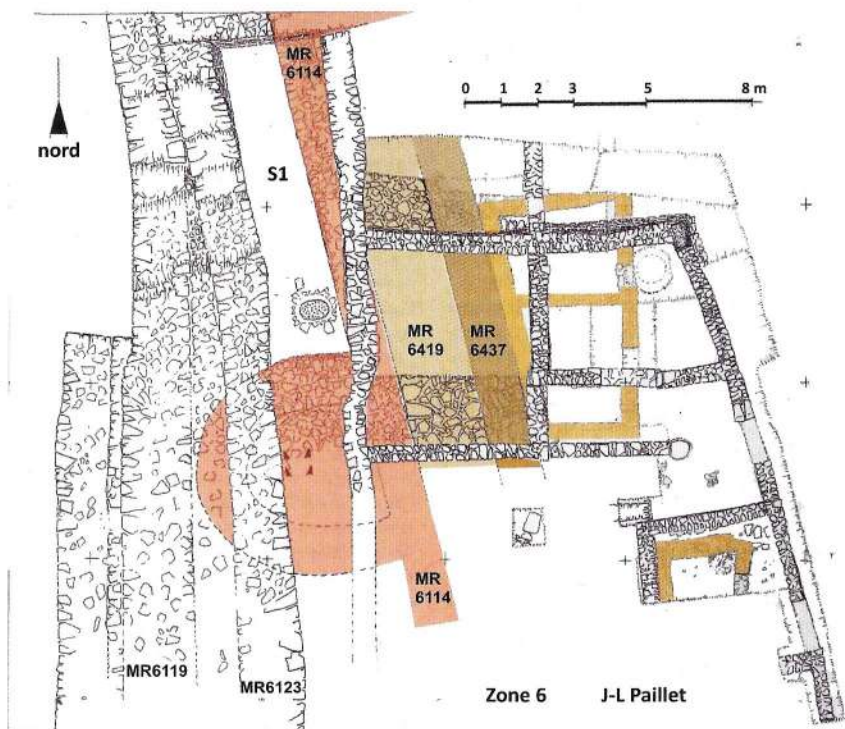 MR
6114
0 1 2 3 5 8 m
nord
S1
MR
6419
MR
6437
MR
6114
MR6119
MR6123
Zone 6 J-L Paillet